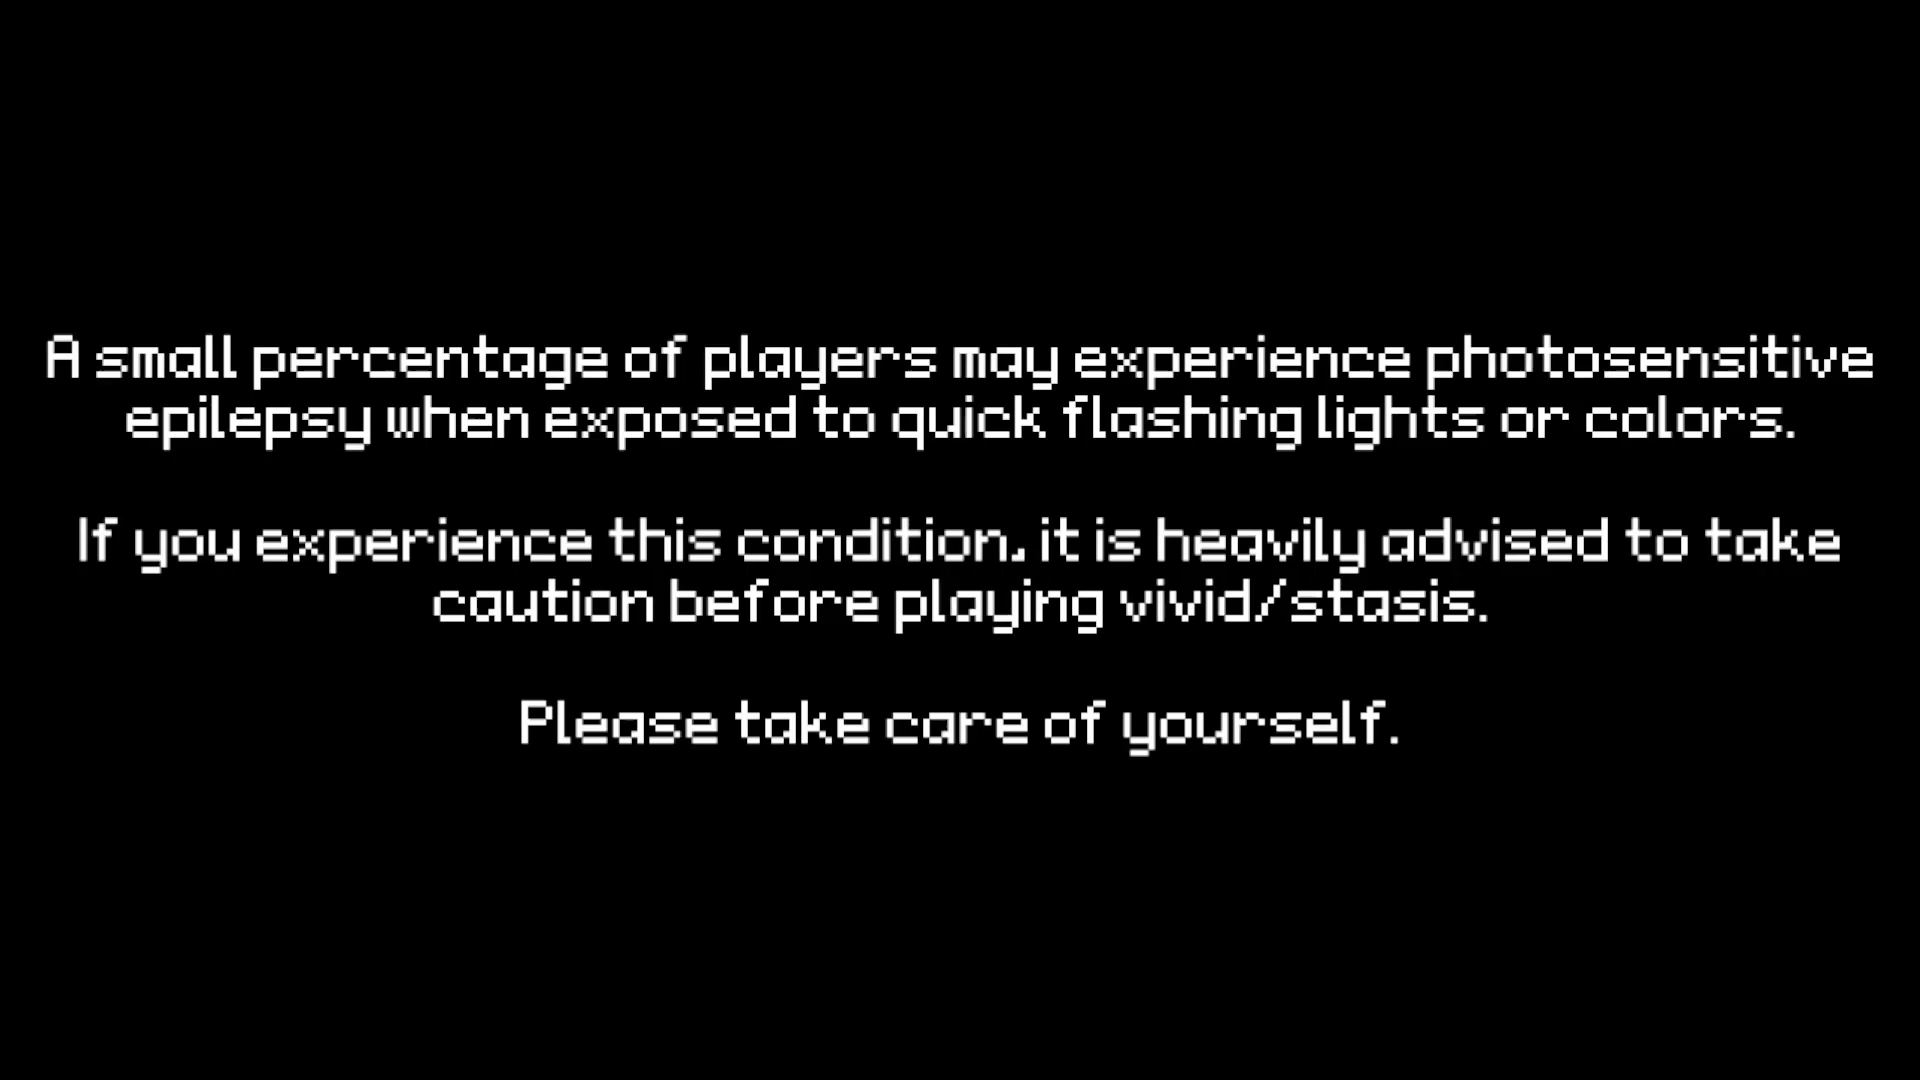 A small percentage of players may experience photosensitive
epilepsy when exposed to quick flashing lights or colors.
If you experience this condition, it is heavily advised to take
caution before playing vivid/stasis.
Please take care of yourself.